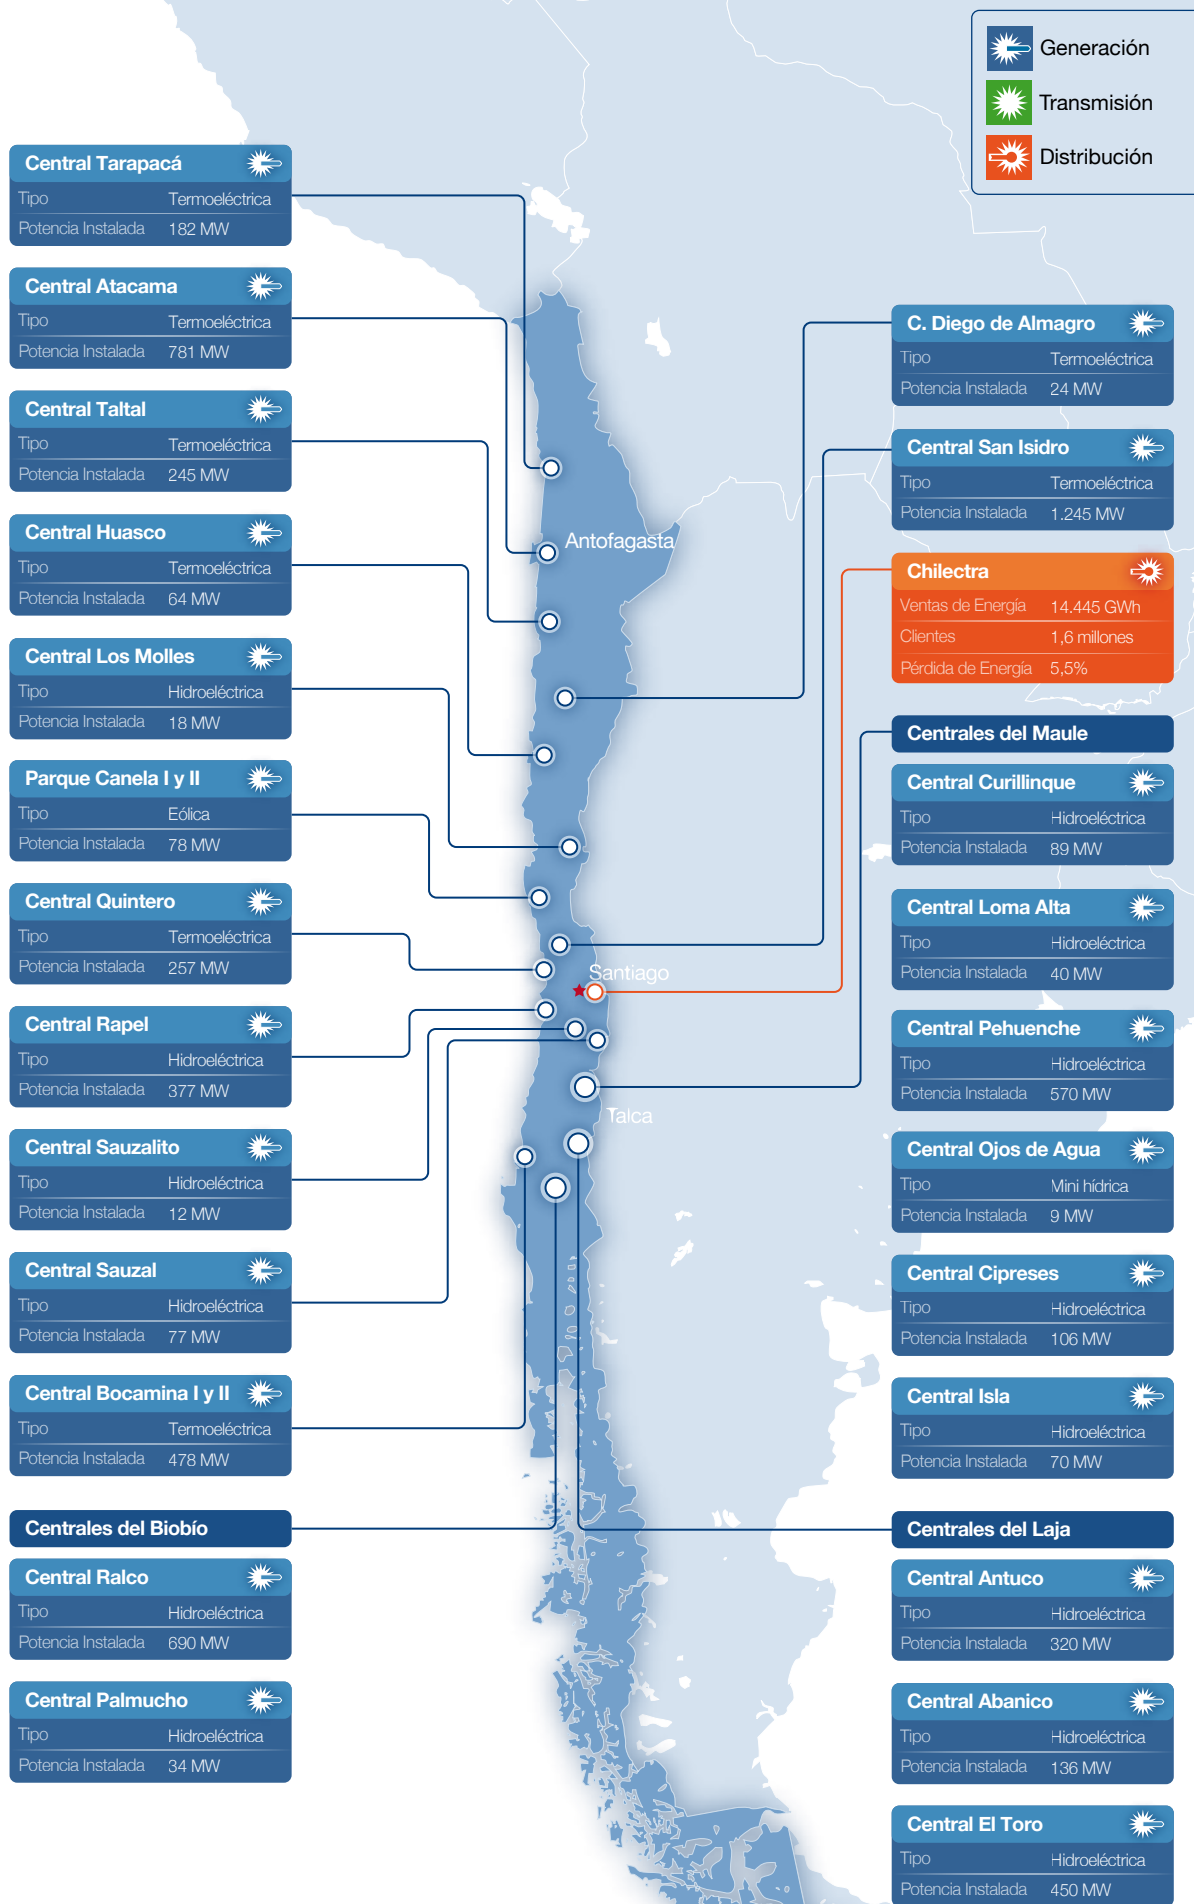 Generación
Transmisión
Distribución
Central Tarapacá
Tipo Termoeléctrica
Potencia Instalada 182 MW
Central Atacama
Tipo Termoeléctrica
Potencia Instalada 781 MW
Central Taltal
Tipo Termoeléctrica
Potencia Instalada 245 MW
Central Huasco
Tipo Termoeléctrica
Potencia Instalada 64 MW
Central Los Molles
Tipo Hidroeléctrica
Potencia Instalada 18 MW
Parque Canela I y II
Tipo Eólica
Potencia Instalada 78 MW
Central Quintero
Tipo Termoeléctrica
Potencia Instalada 257 MW
Central Rapel
Tipo Hidroeléctrica
Potencia Instalada 377 MW
Central Sauzalito
Tipo Hidroeléctrica
Potencia Instalada 12 MW
Central Sauzal
Tipo Hidroeléctrica
Potencia Instalada 77 MW
Central Bocamina I y II
Tipo Termoeléctrica
Potencia Instalada 478 MW
Centrales del Biobío
Central Ralco
Tipo Hidroeléctrica
Potencia Instalada 690 MW
Central Palmucho
Tipo Hidroeléctrica
Potencia Instalada 34 MW
Antofagasta
Santiago
Talca
C. Diego de Almagro
Tipo Termoeléctrica
Potencia Instalada 24 MW
Central San Isidro
Tipo Termoeléctrica
Potencia Instalada 1.245 MW
Chilectra
Ventas de Energía 14.445 GWh
Clientes 1,6 millones
Pérdida de Energía 5,5%
Centrales del Maule
Central Curillinque
Tipo Hidroeléctrica
Potencia Instalada 89 MW
Central Loma Alta
Tipo Hidroeléctrica
Potencia Instalada 40 MW
Central Pehuenche
Tipo Hidroeléctrica
Potencia Instalada 570 MW
Central Ojos de Agua
Tipo Mini hídrica
Potencia Instalada 9 MW
Central Cipreses
Tipo Hidroeléctrica
Potencia Instalada 106 MW
Central Isla
Tipo Hidroeléctrica
Potencia Instalada 70 MW
Centrales del Laja
Central Antuco
Tipo Hidroeléctrica
Potencia Instalada 320 MW
Central Abanico
Tipo Hidroeléctrica
Potencia Instalada 136 MW
Central El Toro
Tipo Hidroeléctrica
Potencia Instalada 450 MW